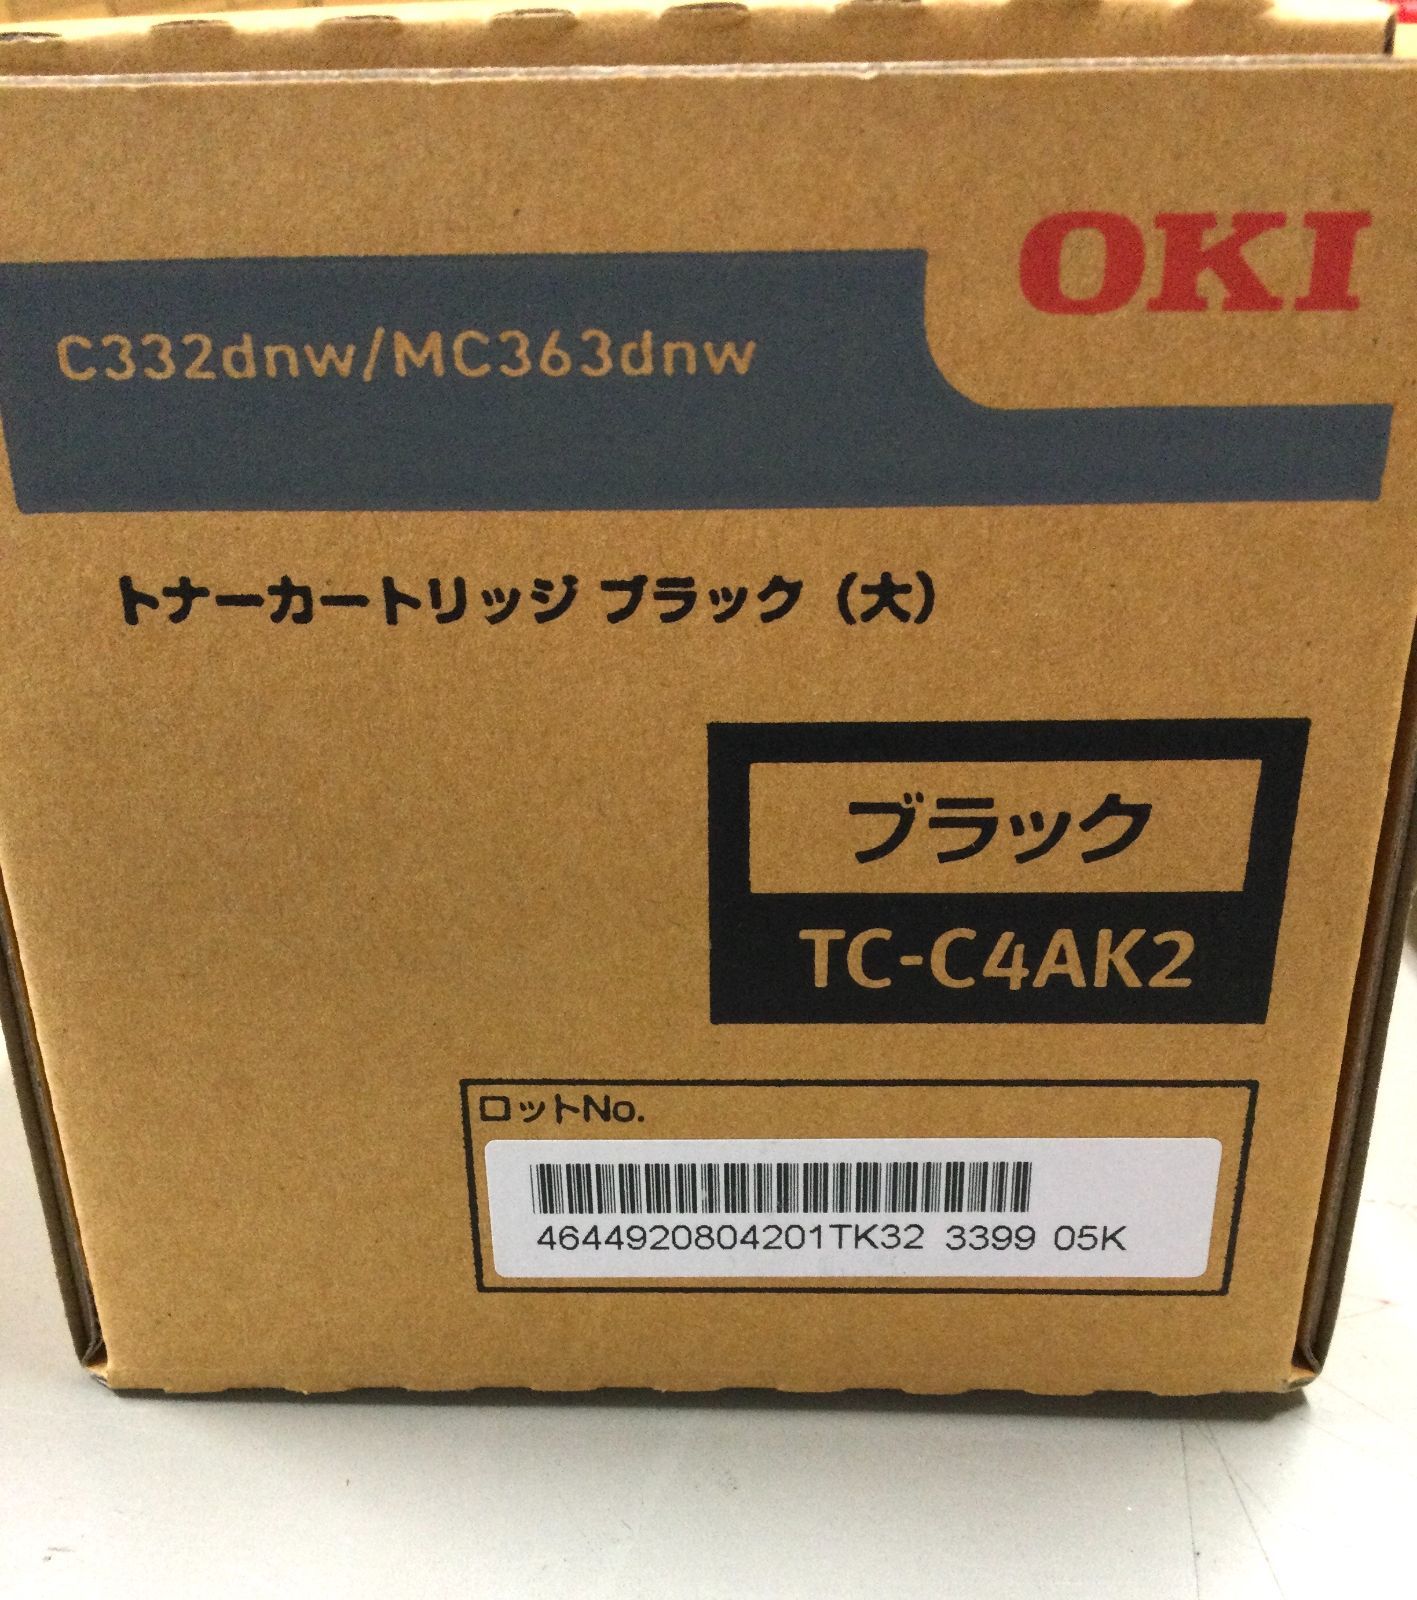 OKI
C332dnw/MC363dnw
トナーカートリッジ ブラック（大）
ブラック
TC-C4AK2
ロットNo.
4644920804201TK32 3399 05K